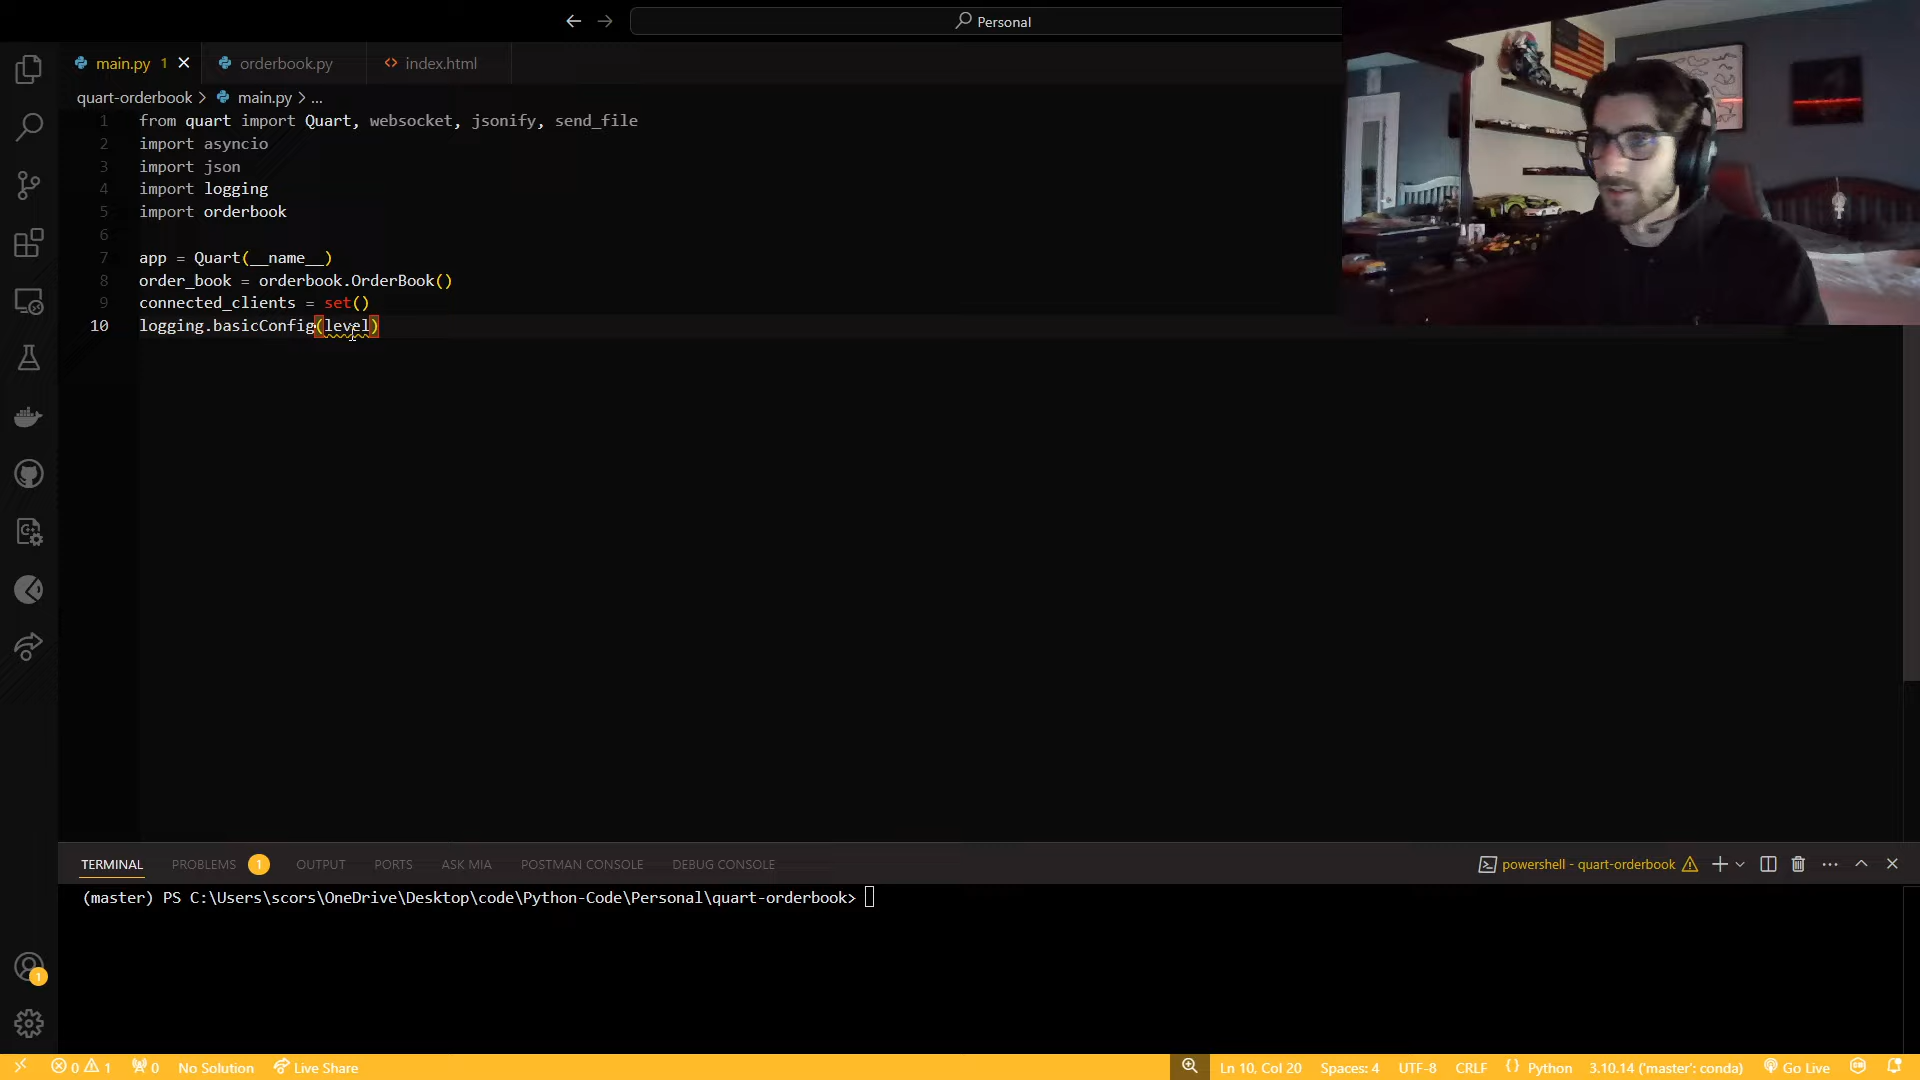 Personal
main.py 1
orderbook.py
index.html
quart-orderbook > main.py > ...
1 from quart import Quart, websocket, jsonify, send_file
2 import asyncio
3 import json
4 import logging
5 import orderbook
6
7 app = Quart(__name__)
8 order_book = orderbook.OrderBook()
9 connected_clients = set()
10 logging.basicConfig(level)
TERMINAL PROBLEMS 1 OUTPUT PORTS ASK MIA POSTMAN CONSOLE DEBUG CONSOLE powershell - quart-orderbook
(master) PS C:\Users\scors\OneDrive\Desktop\code\Python-Code\Personal\quart-orderbook>
1
0 1 0 No Solution Live Share Ln 10, Col 20 Spaces: 4 UTF-8 CRLF Python 3.10.14 ('master': conda) Go Live